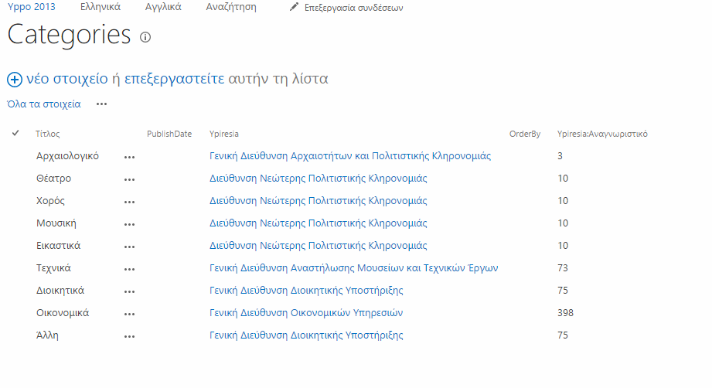 Yppo 2013 Ελληνικά Αγγλικά Αναζήτηση Επεξεργασία συνδέσεων
Categories
νέο στοιχείο ή επεξεργαστείτε αυτήν τη λίστα
Όλα τα στοιχεία ...
Τίτλος PublishDate Ypiresia OrderBy Ypiresia:Αναγνωριστικό
Αρχαιολογικό ... Γενική Διεύθυνση Αρχαιοτήτων και Πολιτιστικής Κληρονομιάς 3
Θέατρο ... Διεύθυνση Νεώτερης Πολιτιστικής Κληρονομιάς 10
Χορός ... Διεύθυνση Νεώτερης Πολιτιστικής Κληρονομιάς 10
Μουσική ... Διεύθυνση Νεώτερης Πολιτιστικής Κληρονομιάς 10
Εικαστικά ... Διεύθυνση Νεώτερης Πολιτιστικής Κληρονομιάς 10
Τεχνικά ... Γενική Διεύθυνση Αναστήλωσης Μουσείων και Τεχνικών Έργων 73
Διοικητικά ... Γενική Διεύθυνση Διοικητικής Υποστήριξης 75
Οικονομικά ... Γενική Διεύθυνση Οικονομικών Υπηρεσιών 398
Άλλη ... Γενική Διεύθυνση Διοικητικής Υποστήριξης 75